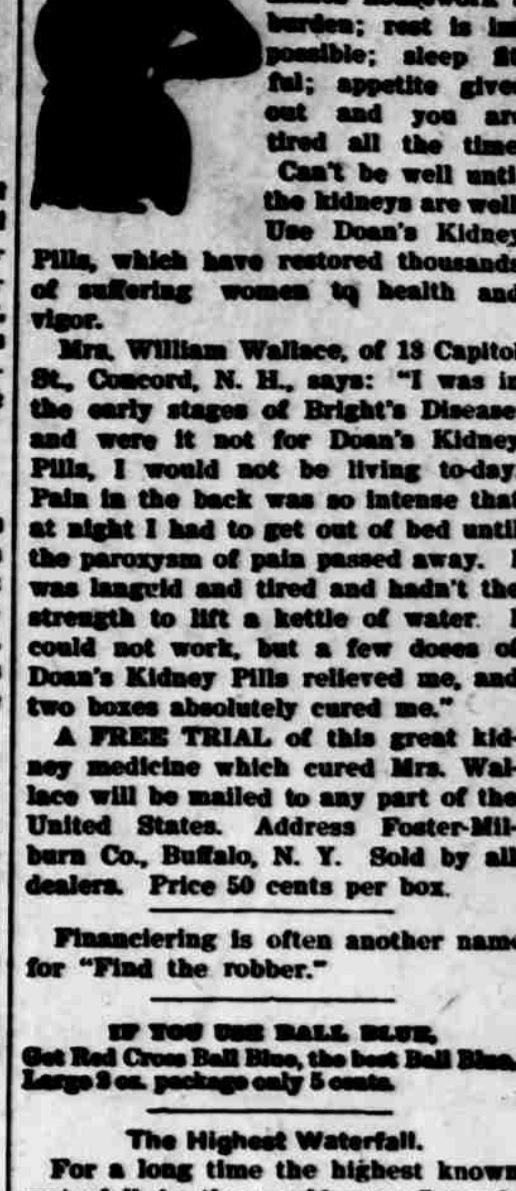 burden; rest is im
possible; sleep fit
ful; appetite gives
out and you are
tired all the time
Can't be well until
the kidneys are well
Use Doan's Kidney
Pills, which have restored thousands
of suffering women to health and
vigor.
Mrs. William Wallace, of 18 Capitol
St., Concord, N. H., says: "I was in
the early stages of Bright's Disease
and were it not for Doan's Kidney
Pills, I would not be living to-day.
Pain in the back was so intense that
at night I had to get out of bed until
the paroxysm of pain passed away. I
was languid and tired and hadn't the
strength to lift a kettle of water. I
could not work, but a few doses of
Doan's Kidney Pills relieved me, and
two boxes absolutely cured me."
A FREE TRIAL of this great kid-
ney medicine which cured Mrs. Wal-
lace will be mailed to any part of the
United States. Address Foster-Mil-
burn Co., Buffalo, N. Y. Sold by all
dealers. Price 50 cents per box.
Financiering is often another name
for "Find the robber."
IF YOU USE BALL BLUE,
Get Red Cross Ball Blue, the best Ball Blue.
Large 2 oz. package only 5 cents.
The Highest Waterfall.
For a long time the highest known